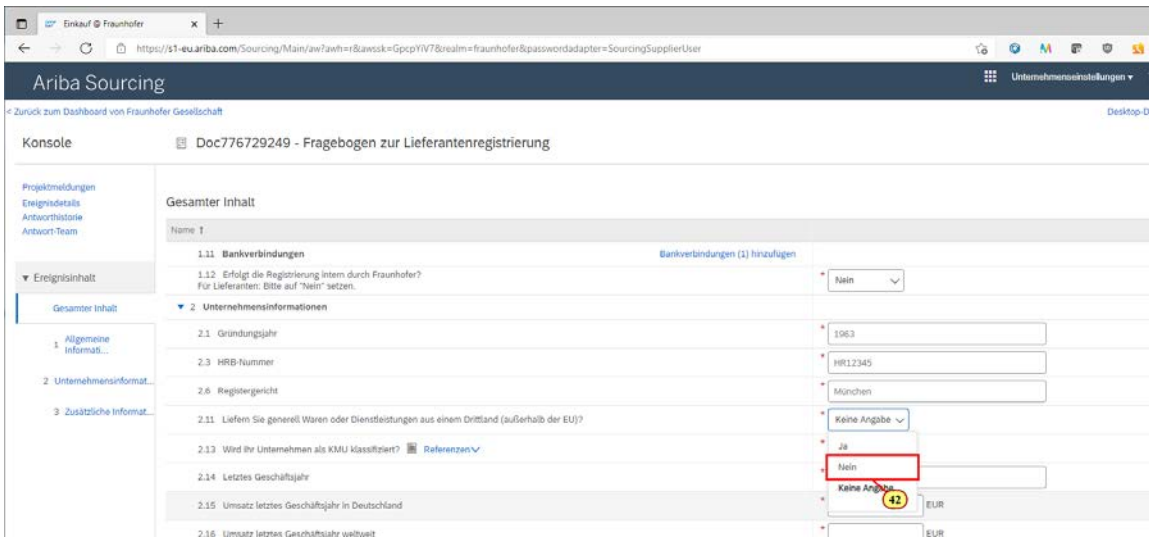 Einkauf @ Fraunhofer
https://s1-eu.ariba.com/Sourcing/Main/aw?awh=r&awssk=GpcpYiV7&realm=fraunhofer&passwordadapter=SourcingSupplierUser
Ariba Sourcing
Unternehmenseinstellungen
< Zurück zum Dashboard von Fraunhofer Gesellschaft
Desktop-D
Konsole
Doc776729249 - Fragebogen zur Lieferantenregistrierung
Projektmeldungen
Ereignisdetails
Antworthistorie
Antwort-Team
Gesamter Inhalt
Name ↑
1.11 Bankverbindungen
Bankverbindungen (1) hinzufügen
Ereignisinhalt
1.12 Erfolgt die Registrierung intern durch Fraunhofer?
Für Lieferanten: Bitte auf "Nein" setzen.
* Nein
Gesamter Inhalt
2 Unternehmensinformationen
1 Allgemeine
Informati...
2.1 Gründungsjahr
* 1963
2.3 HRB-Nummer
* HR12345
2 Unternehmensinformat...
2.6 Registergericht
* München
3 Zusätzliche Informat...
2.11 Liefern Sie generell Waren oder Dienstleistungen aus einem Drittland (außerhalb der EU)?
* Keine Angabe
2.13 Wird Ihr Unternehmen als KMU klassifiziert? Referenzen
*
Ja
Nein
Keine Angabe
42
2.14 Letztes Geschäftsjahr
*
2.15 Umsatz letztes Geschäftsjahr in Deutschland
* EUR
2.16 Umsatz letztes Geschäftsjahr weltweit
* EUR